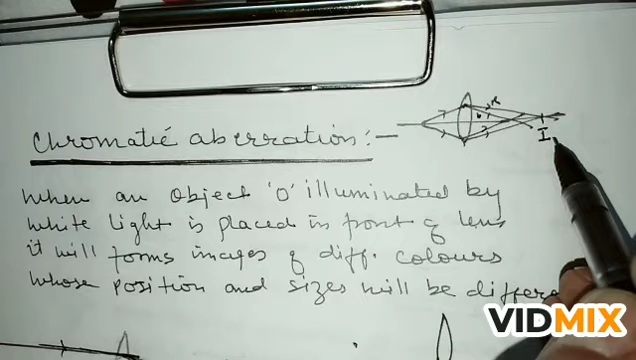 Chromatic aberration:-
R
V
I
When an object 'O' illuminated by
white light is placed in front of lens
it will forms images of diff. colours
whose position and sizes will be differe
VIDMIX